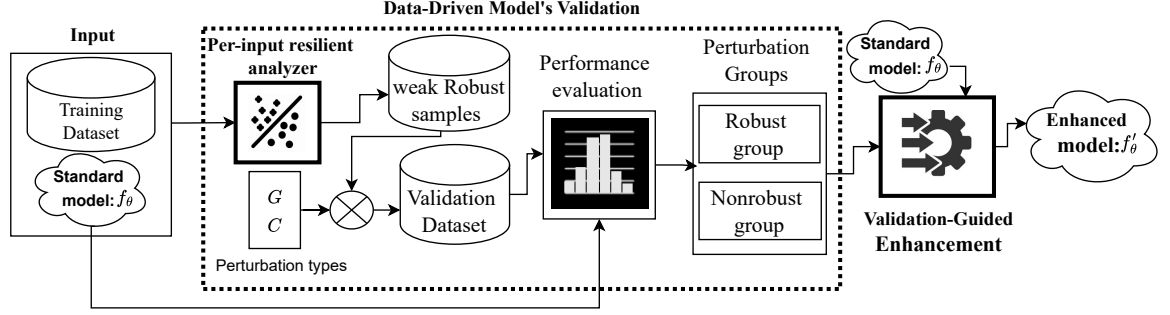 Data-Driven Model's Validation
Input
Training
Dataset
Standard
model: fθ
Per-input resilient
analyzer
weak Robust
samples
G
C
Perturbation types
Validation
Dataset
Performance
evaluation
Perturbation
Groups
Robust
group
Nonrobust
group
Standard
model: fθ
Validation-Guided
Enhancement
Enhanced
model: f′θ